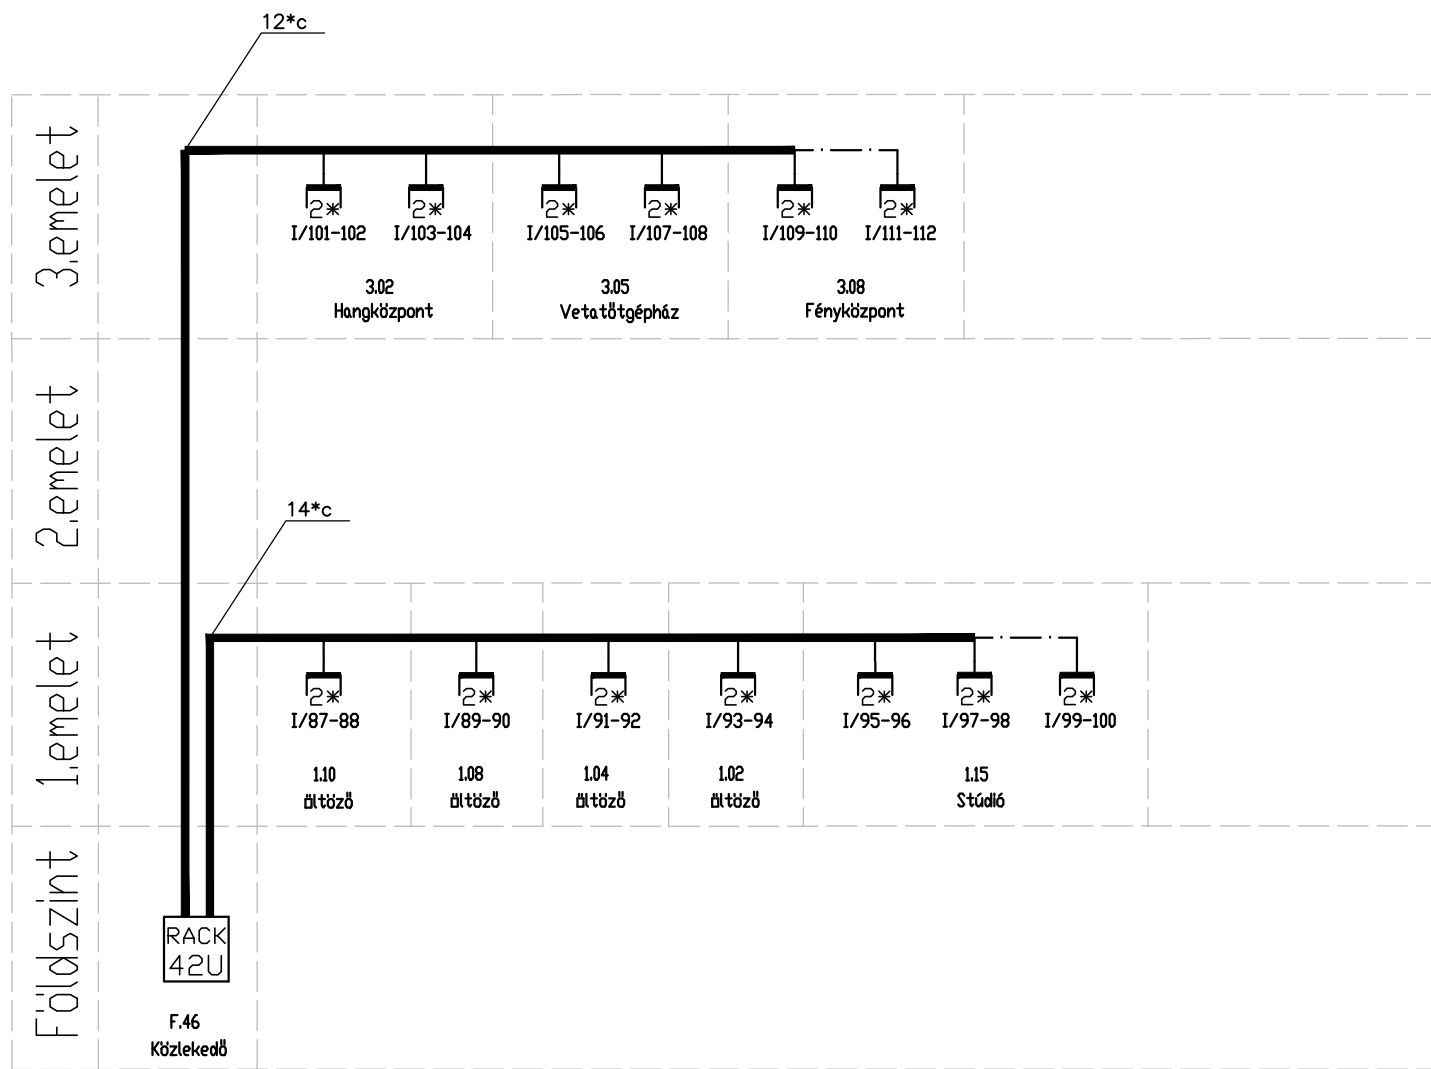 12*c
3.emelet
2* 2* 2* 2* 2* 2*
I/101-102 I/103-104 I/105-106 I/107-108 I/109-110 I/111-112
3.02 3.05 3.08
Hangközpont Vetatőtgépház Fényközpont
2.emelet
14*c
1.emelet
2* 2* 2* 2* 2* 2* 2*
I/87-88 I/89-90 I/91-92 I/93-94 I/95-96 I/97-98 I/99-100
1.10 1.08 1.04 1.02 1.15
öltöző öltöző öltöző öltöző Stúdió
Földszint
RACK
42U
F.46
Közlekedő